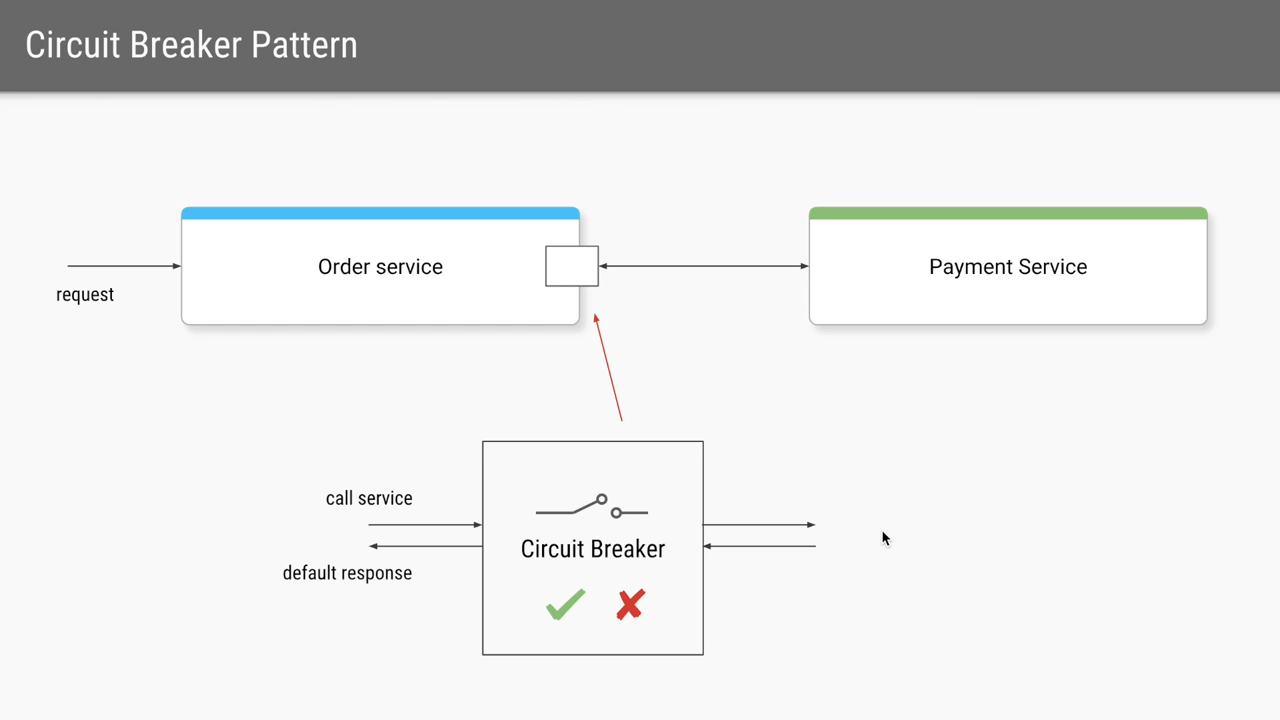 Circuit Breaker Pattern
Order service
Payment Service
request
call service
Circuit Breaker
default response